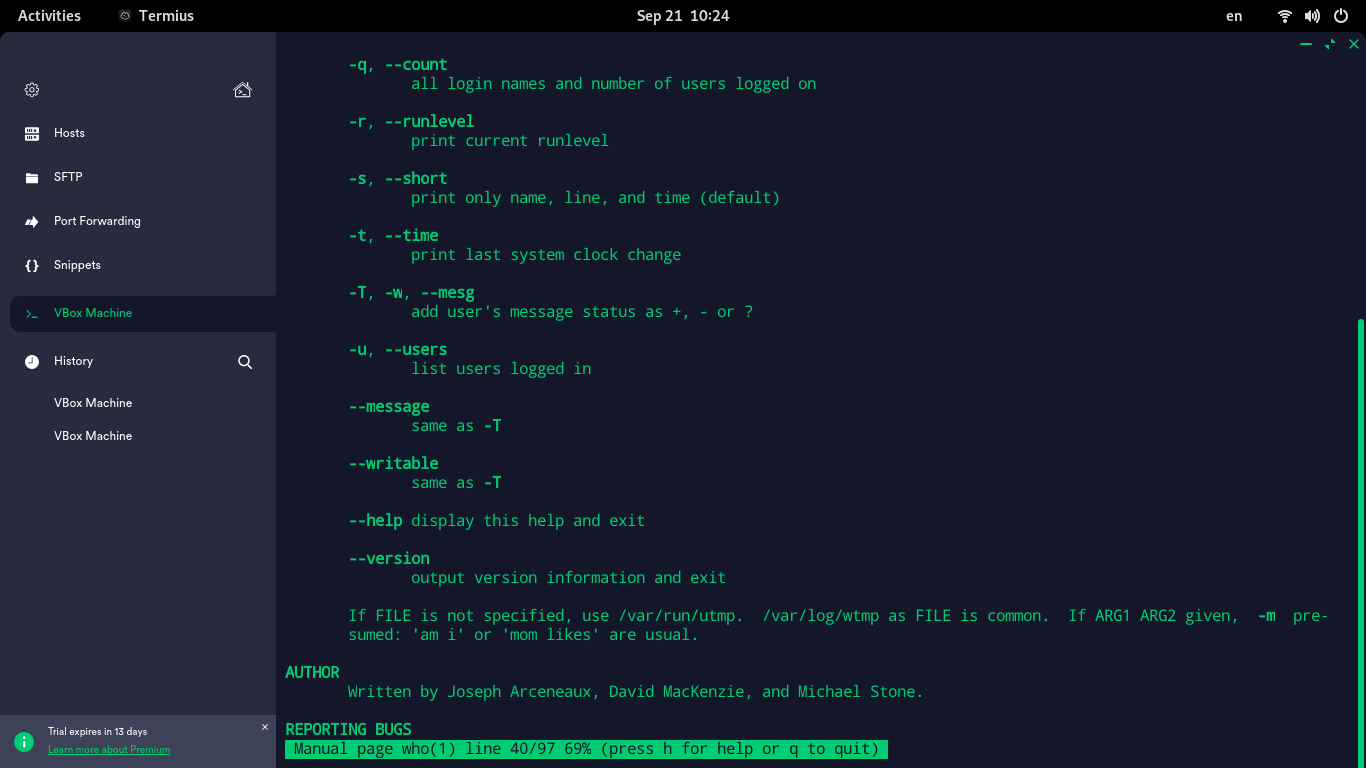 Activities
Termius
Sep 21 10:24
en
Hosts
SFTP
Port Forwarding
Snippets
VBox Machine
History
VBox Machine
VBox Machine
Trial expires in 13 days
Learn more about Premium
-q, --count
all login names and number of users logged on
-r, --runlevel
print current runlevel
-s, --short
print only name, line, and time (default)
-t, --time
print last system clock change
-T, -w, --mesg
add user's message status as +, - or ?
-u, --users
list users logged in
--message
same as -T
--writable
same as -T
--help display this help and exit
--version
output version information and exit
If FILE is not specified, use /var/run/utmp.  /var/log/wtmp as FILE is common.  If ARG1 ARG2 given,  -m  pre-
sumed: 'am i' or 'mom likes' are usual.
AUTHOR
Written by Joseph Arceneaux, David MacKenzie, and Michael Stone.
REPORTING BUGS
Manual page who(1) line 40/97 69% (press h for help or q to quit)